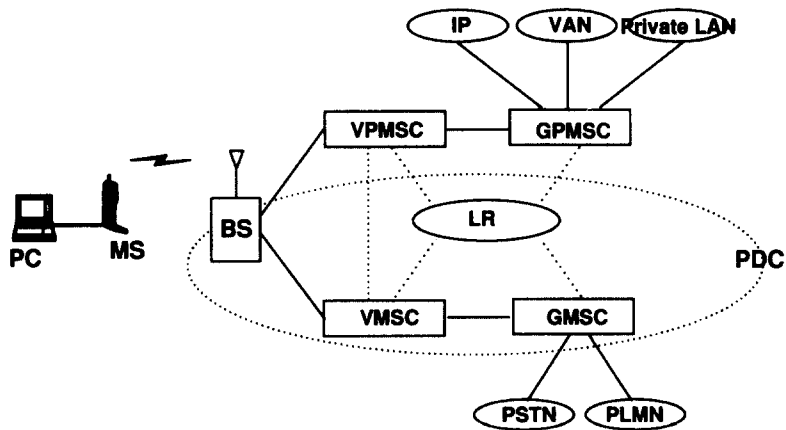 IP
VAN
Private LAN
VPMSC
GPMSC
BS
LR
PC
MS
PDC
VMSC
GMSC
PSTN
PLMN